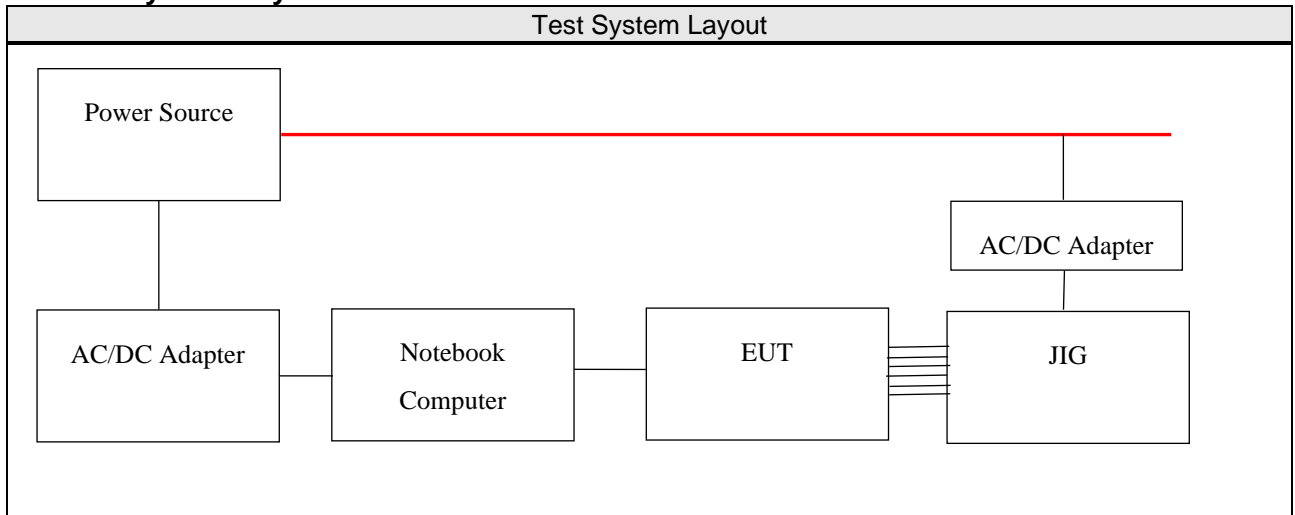 Test System Layout
Power Source
AC/DC Adapter
AC/DC Adapter
Notebook
Computer
EUT
JIG